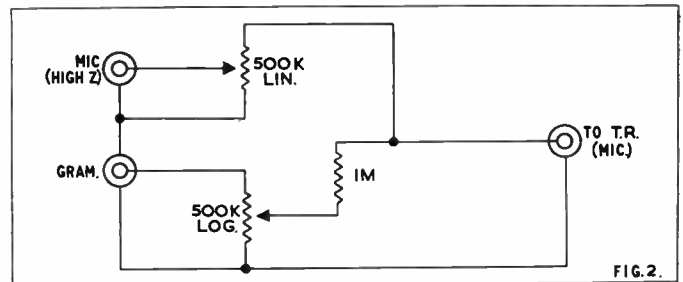 MIC
(HIGH Z)
500K
LIN.
TO T.R.
(MIC.)
GRAM.
1M
500K
LOG.
FIG.2.